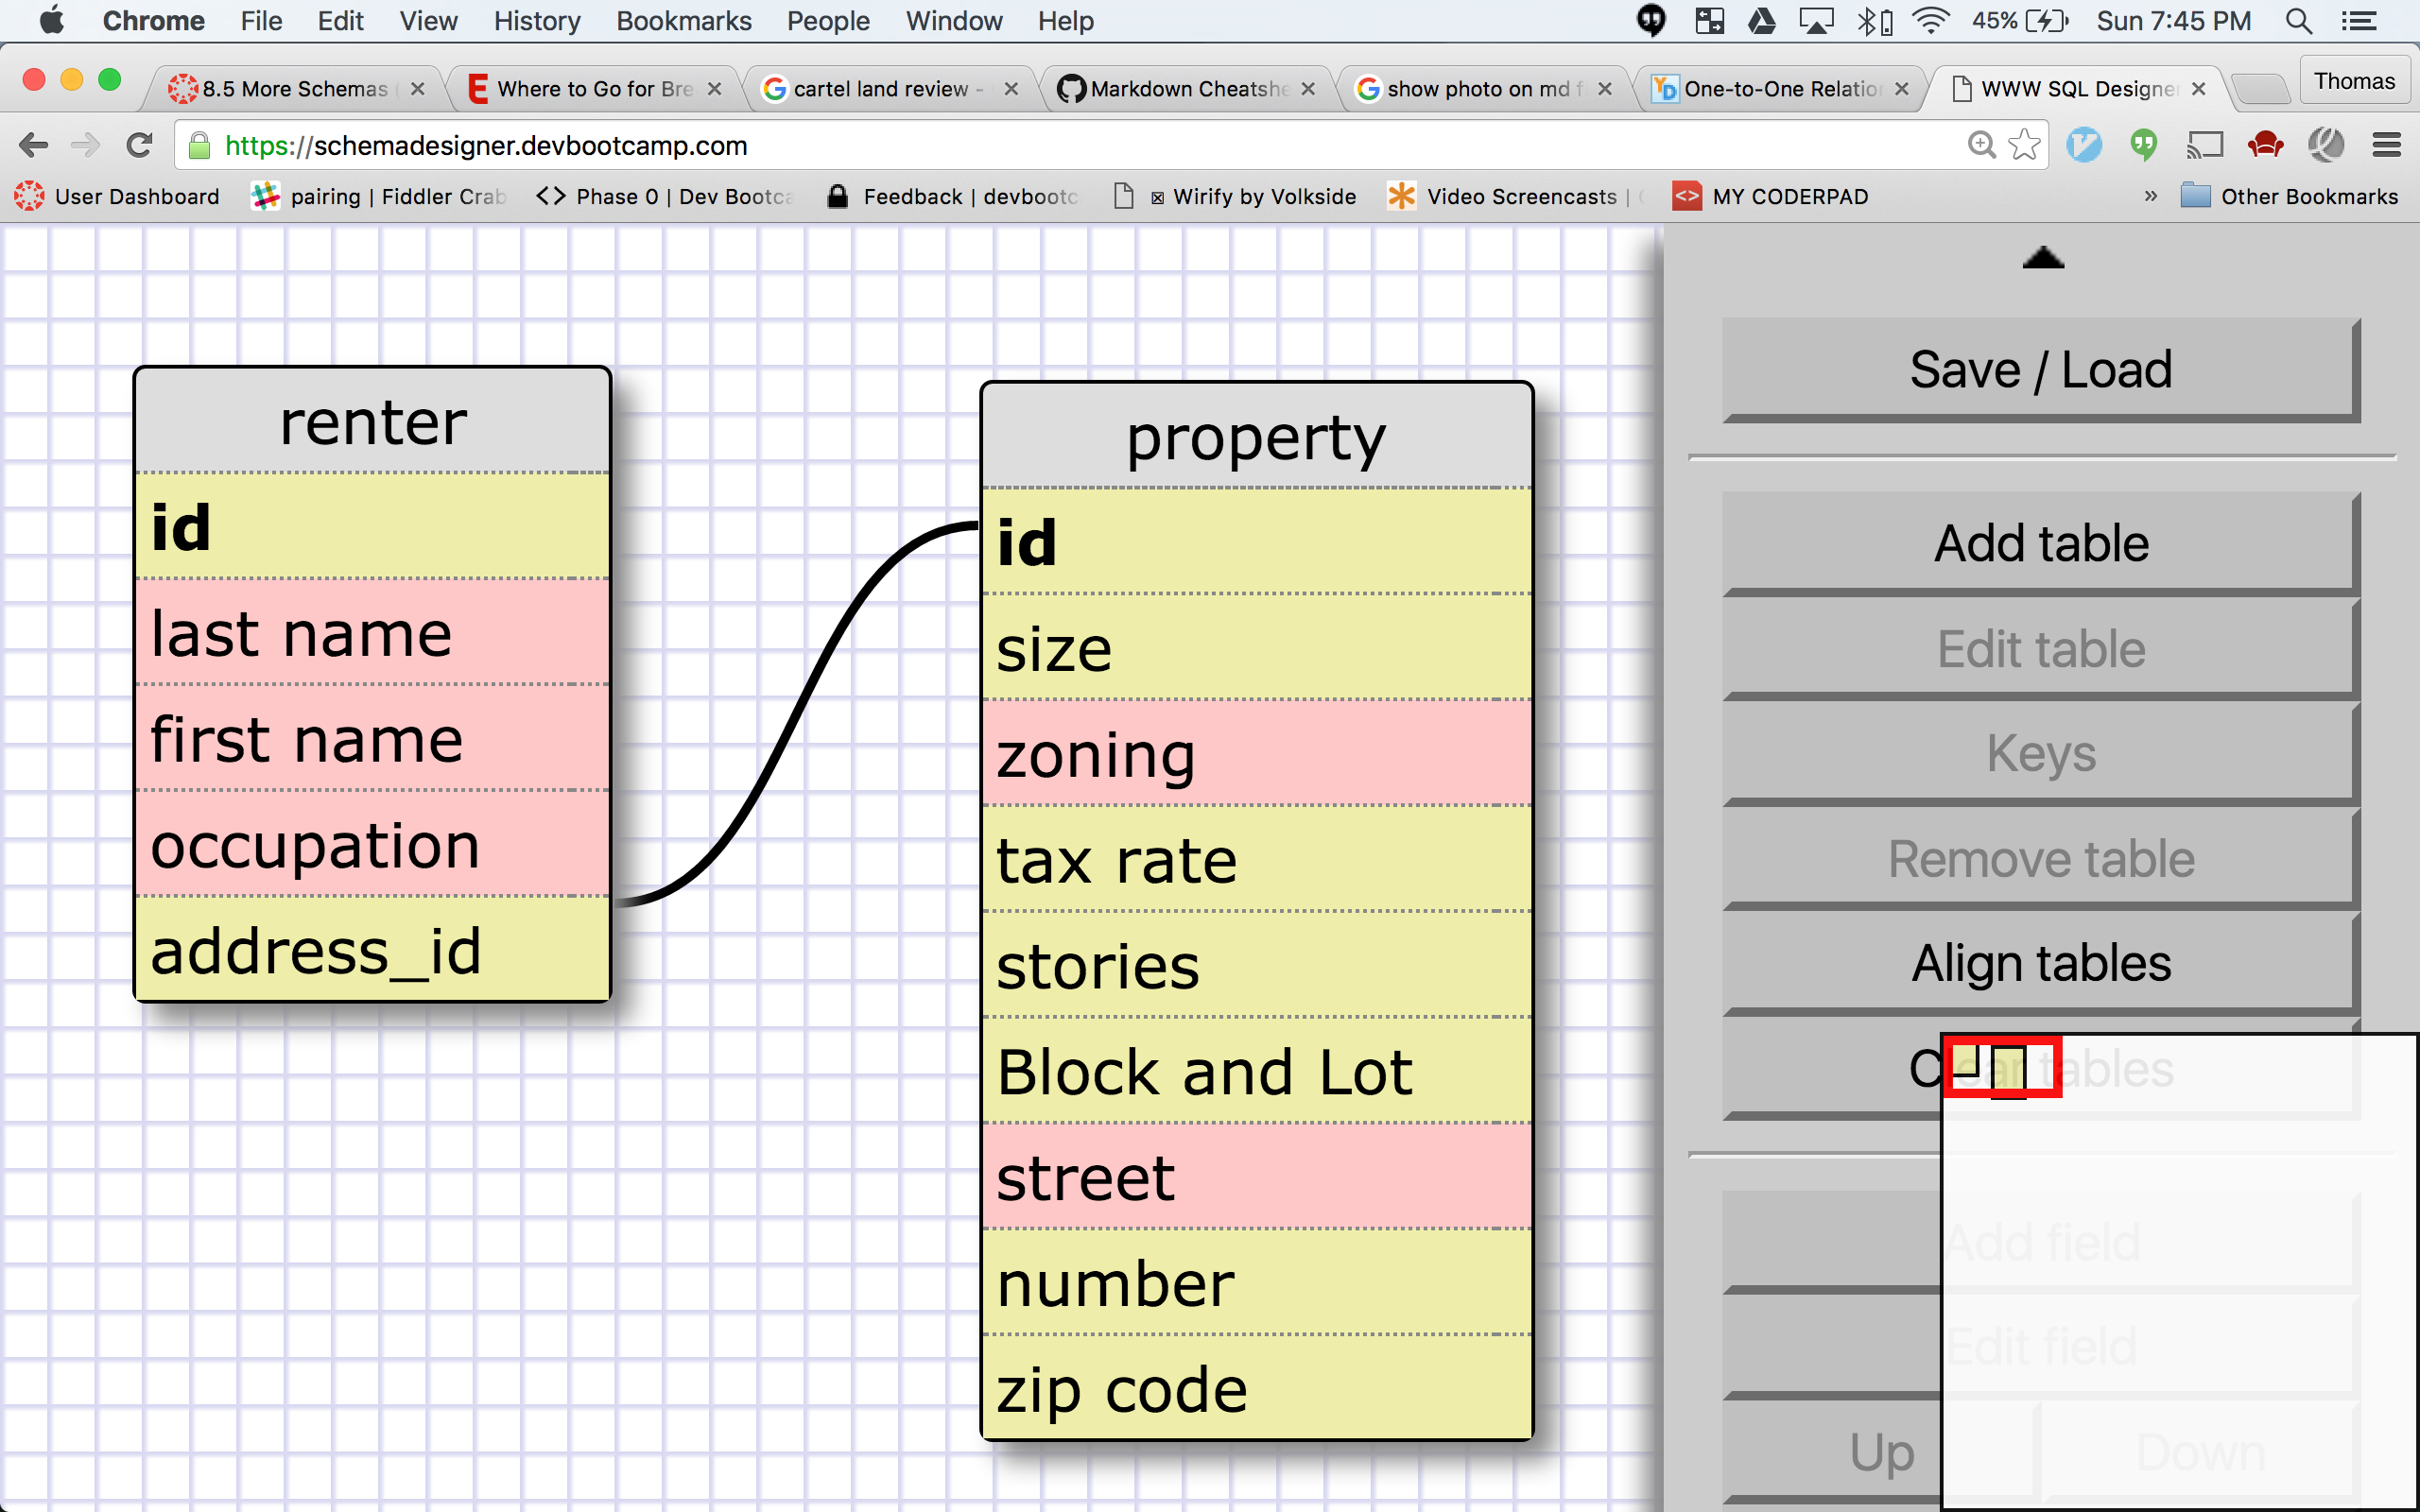 Chrome File Edit View History Bookmarks People Window Help 45% Sun 7:45 PM
8.5 More Schemas Where to Go for Bre cartel land review - Markdown Cheatshe show photo on md f One-to-One Relatio WWW SQL Designer Thomas
https://schemadesigner.devbootcamp.com
User Dashboard pairing | Fiddler Crab <> Phase 0 | Dev Bootca Feedback | devbootc Wirify by Volkside Video Screencasts | MY CODERPAD » Other Bookmarks
renter
id
last name
first name
occupation
address_id
property
id
size
zoning
tax rate
stories
Block and Lot
street
number
zip code
Save / Load
Add table
Edit table
Keys
Remove table
Align tables
Clear tables
Add field
Edit field
Up Down